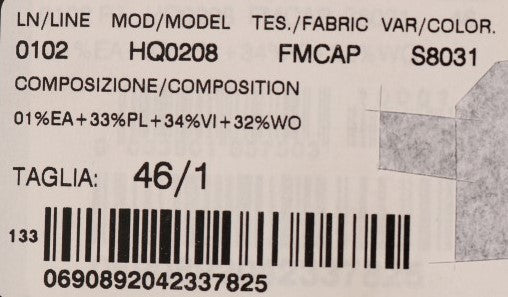 LN/LINE MOD/MODEL TES./FABRIC VAR/COLOR.
0102 HQ0208 FMCAP S8031
COMPOSIZIONE/COMPOSITION
01%EA+33%PL+34%VI+32%WO
TAGLIA: 46/1
133
0690892042337825